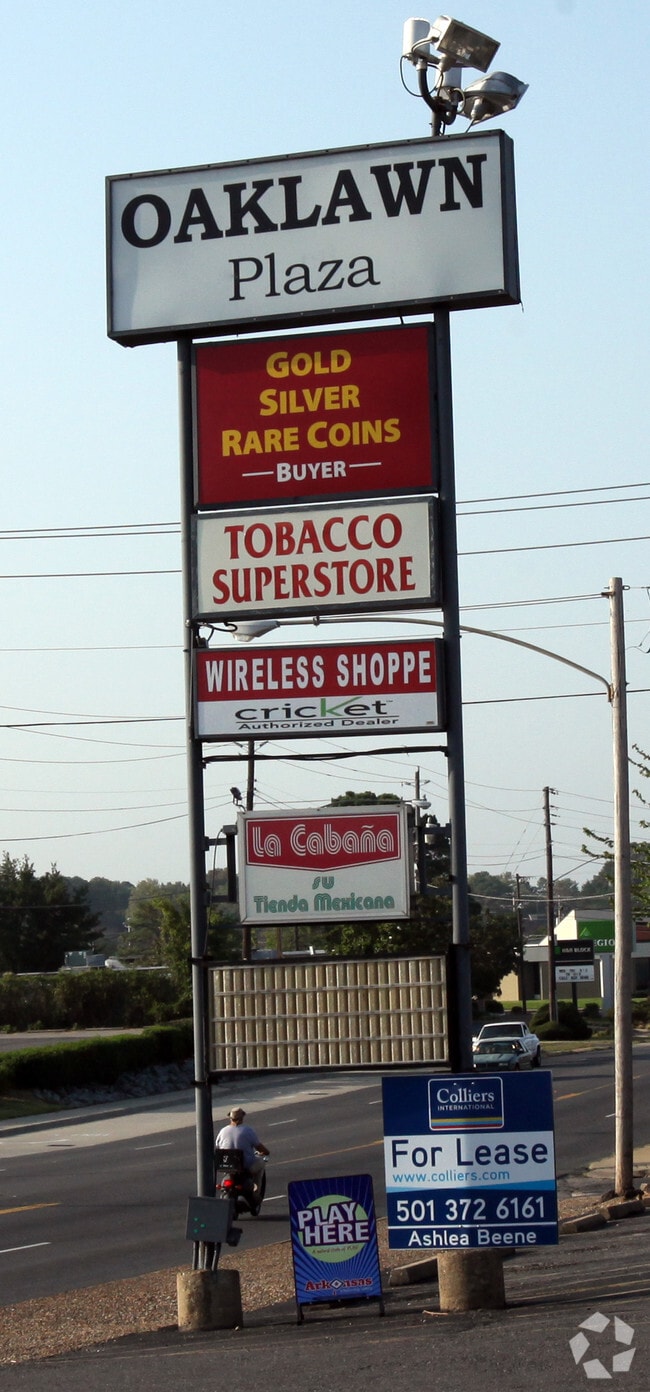 OAKLAWN
Plaza
GOLD
SILVER
RARE COINS
BUYER
TOBACCO
SUPERSTORE
WIRELESS SHOPPE
cricket
Authorized Dealer
La Cabaña
su
Tienda Mexicana
Colliers
INTERNATIONAL
For Lease
www.colliers.com
501 372 6161
Ashlea Beene
PLAY
HERE
Arkansas
H&R BLOCK